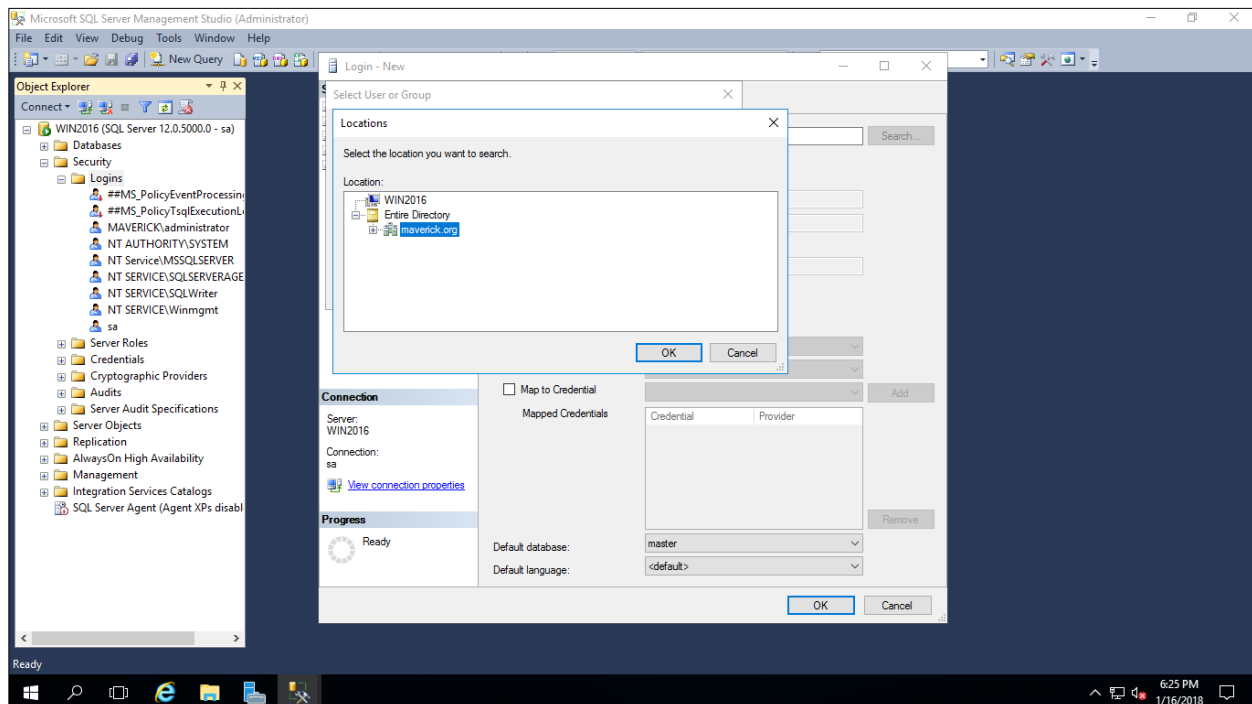 Microsoft SQL Server Management Studio (Administrator)
File Edit View Debug Tools Window Help
New Query
Object Explorer
Connect
WIN2016 (SQL Server 12.0.5000.0 - sa)
Databases
Security
Logins
##MS_PolicyEventProcessin
##MS_PolicyTsqlExecutionL
MAVERICK\administrator
NT AUTHORITY\SYSTEM
NT Service\MSSQLSERVER
NT SERVICE\SQLSERVERAGE
NT SERVICE\SQLWriter
NT SERVICE\Winmgmt
sa
Server Roles
Credentials
Cryptographic Providers
Audits
Server Audit Specifications
Server Objects
Replication
AlwaysOn High Availability
Management
Integration Services Catalogs
SQL Server Agent (Agent XPs disabl
Login - New
Select User or Group
Locations
Select the location you want to search.
Location:
WIN2016
Entire Directory
maverick.org
OK Cancel
Search...
Map to Credential
Add
Mapped Credentials
Credential Provider
Remove
Connection
Server:
WIN2016
Connection:
sa
View connection properties
Progress
Ready
Default database: master
Default language: <default>
OK Cancel
Ready
6:25 PM
1/16/2018